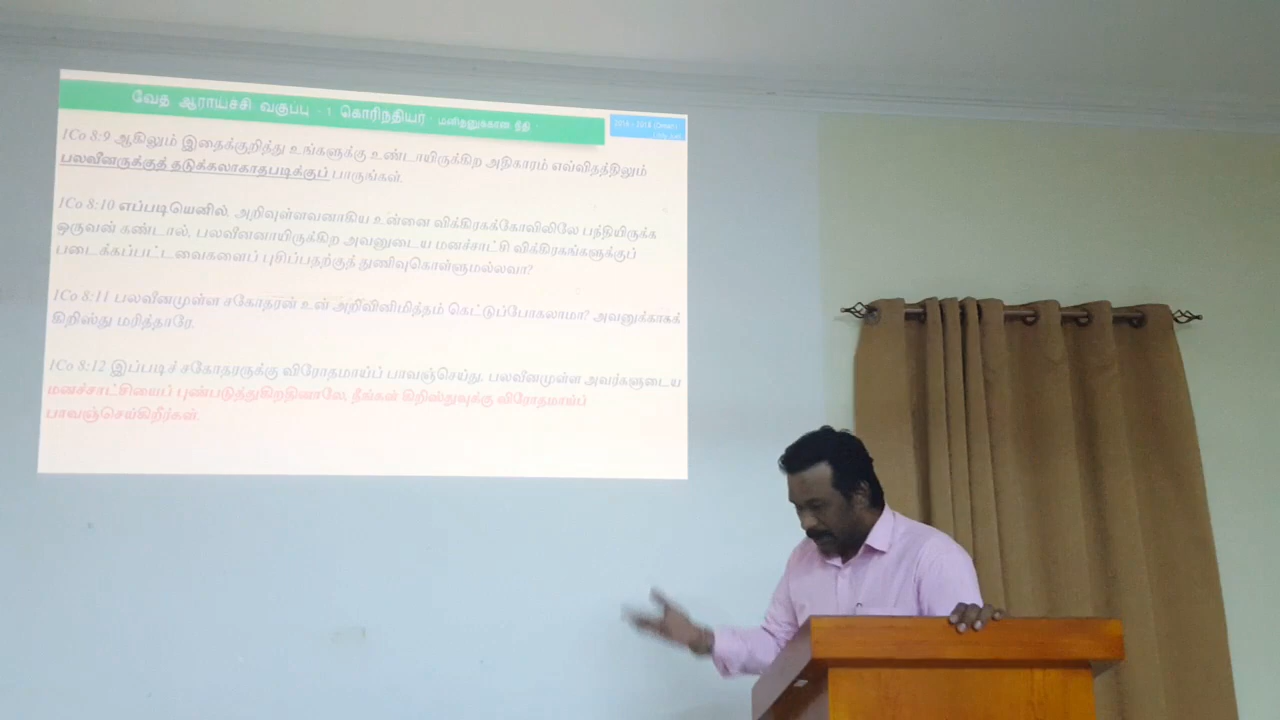 வேத ஆராய்ச்சி வகுப்பு - 1 கொரிந்தியர் - மனிதனுக்கான நீதி -
1Co 8:9 ஆகிலும் இதைக்குறித்து உங்களுக்கு உண்டாயிருக்கிற அதிகாரம் எவ்விதத்திலும்
பலவீனருக்குத் தடுக்கலாகாதபடிக்குப் பாருங்கள்.
1Co 8:10 எப்படியெனில், அறிவுள்ளவனாகிய உன்னை விக்கிரகக்கோவிலிலே பந்தியிருக்க
ஒருவன் கண்டால், பலவீனனாயிருக்கிற அவனுடைய மனச்சாட்சி விக்கிரகங்களுக்குப்
படைக்கப்பட்டவைகளைப் புசிப்பதற்குத் துணிவுகொள்ளுமல்லவா?
1Co 8:11 பலவீனமுள்ள சகோதரன் உன் அறிவினிமித்தம் கெட்டுப்போகலாமா? அவனுக்காகக்
கிறிஸ்து மரித்தாரே.
1Co 8:12 இப்படிச் சகோதரருக்கு விரோதமாய்ப் பாவஞ்செய்து, பலவீனமுள்ள அவர்களுடைய
மனச்சாட்சியைப் புண்படுத்துகிறதினாலே, நீங்கள் கிறிஸ்துவுக்கு விரோதமாய்ப்
பாவஞ்செய்கிறீர்கள்.